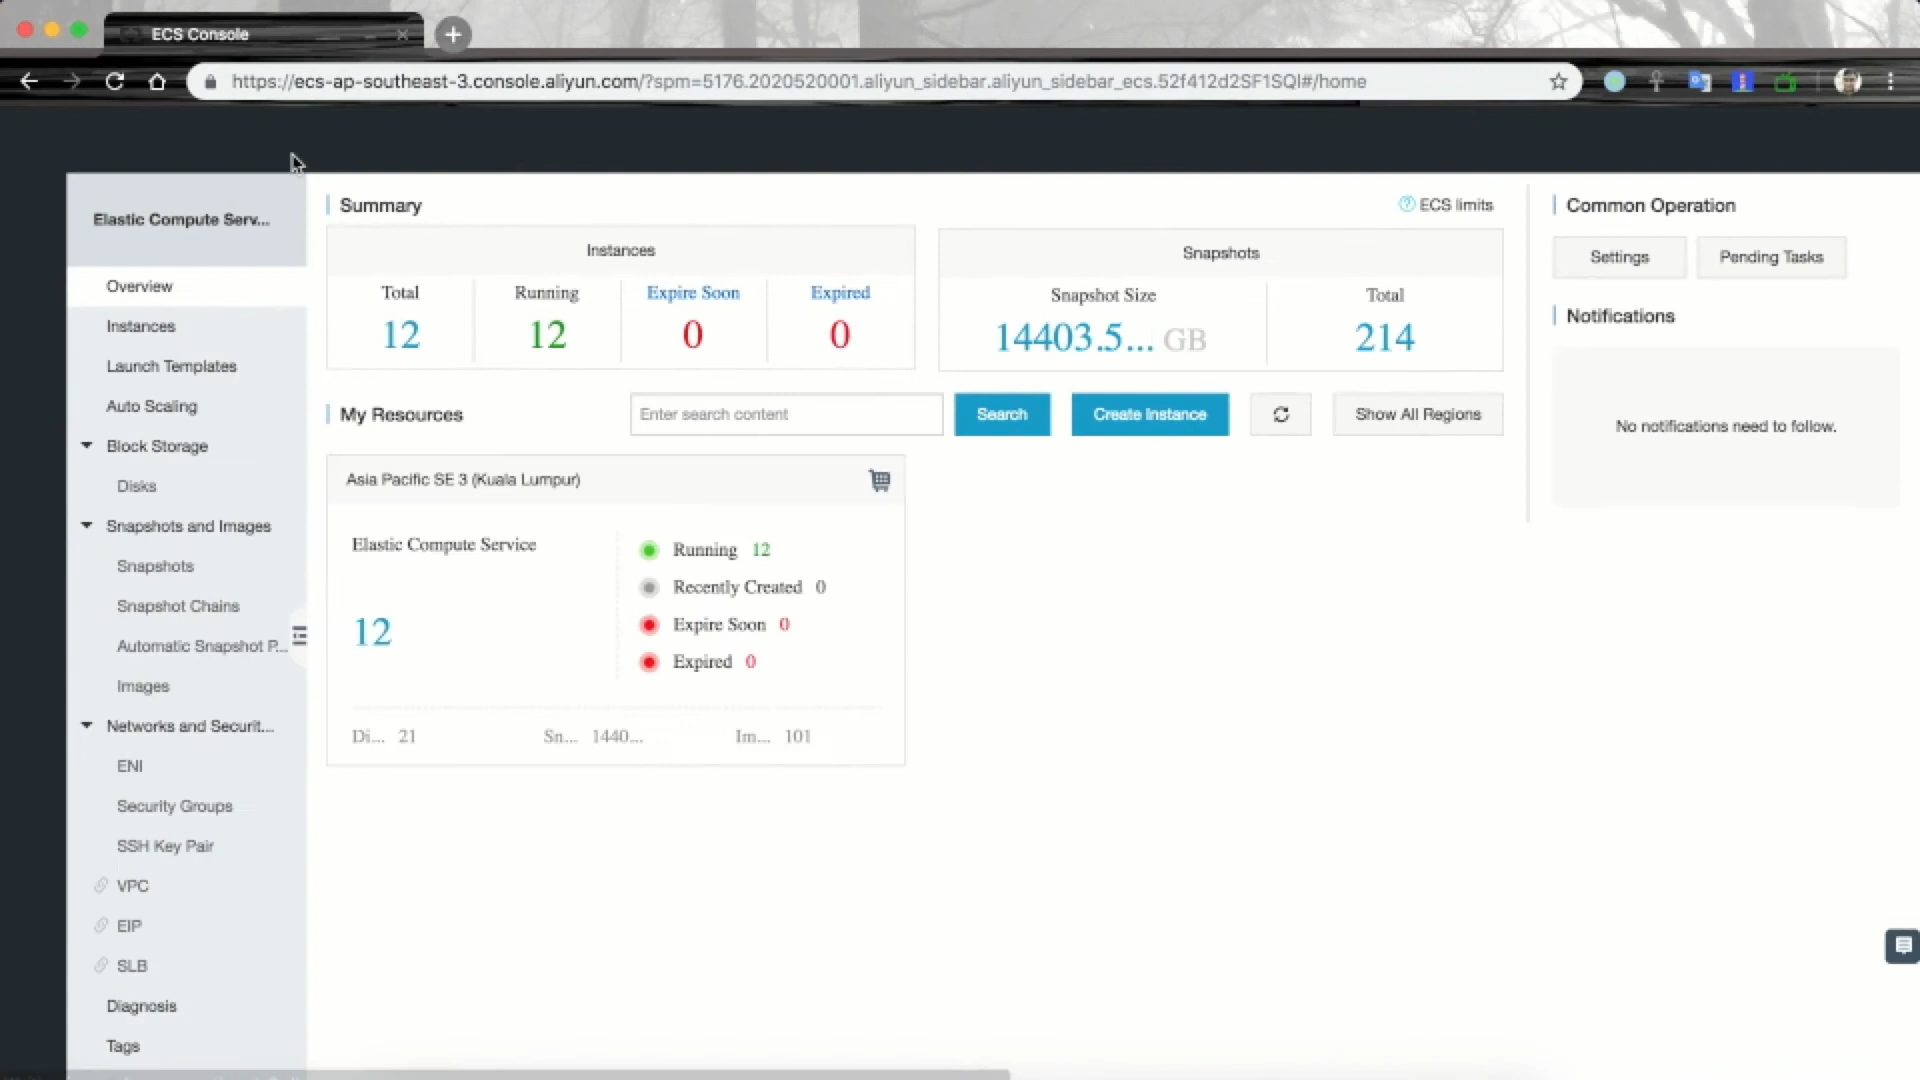 ECS Console
https://ecs-ap-southeast-3.console.aliyun.com/?spm=5176.2020520001.aliyun_sidebar.aliyun_sidebar_ecs.52f412d2SF1SQI#/home
Elastic Compute Serv...
Overview
Instances
Launch Templates
Auto Scaling
Block Storage
Disks
Snapshots and Images
Snapshots
Snapshot Chains
Automatic Snapshot P...
Images
Networks and Securit...
ENI
Security Groups
SSH Key Pair
VPC
EIP
SLB
Diagnosis
Tags
Summary
ECS limits
Instances
Total Running Expire Soon Expired
12 12 0 0
Snapshots
Snapshot Size Total
14403.5... GB 214
My Resources
Enter search content
Search
Create Instance
Show All Regions
Asia Pacific SE 3 (Kuala Lumpur)
Elastic Compute Service
12
Running 12
Recently Created 0
Expire Soon 0
Expired 0
Di... 21 Sn... 1440... Im... 101
Common Operation
Settings
Pending Tasks
Notifications
No notifications need to follow.